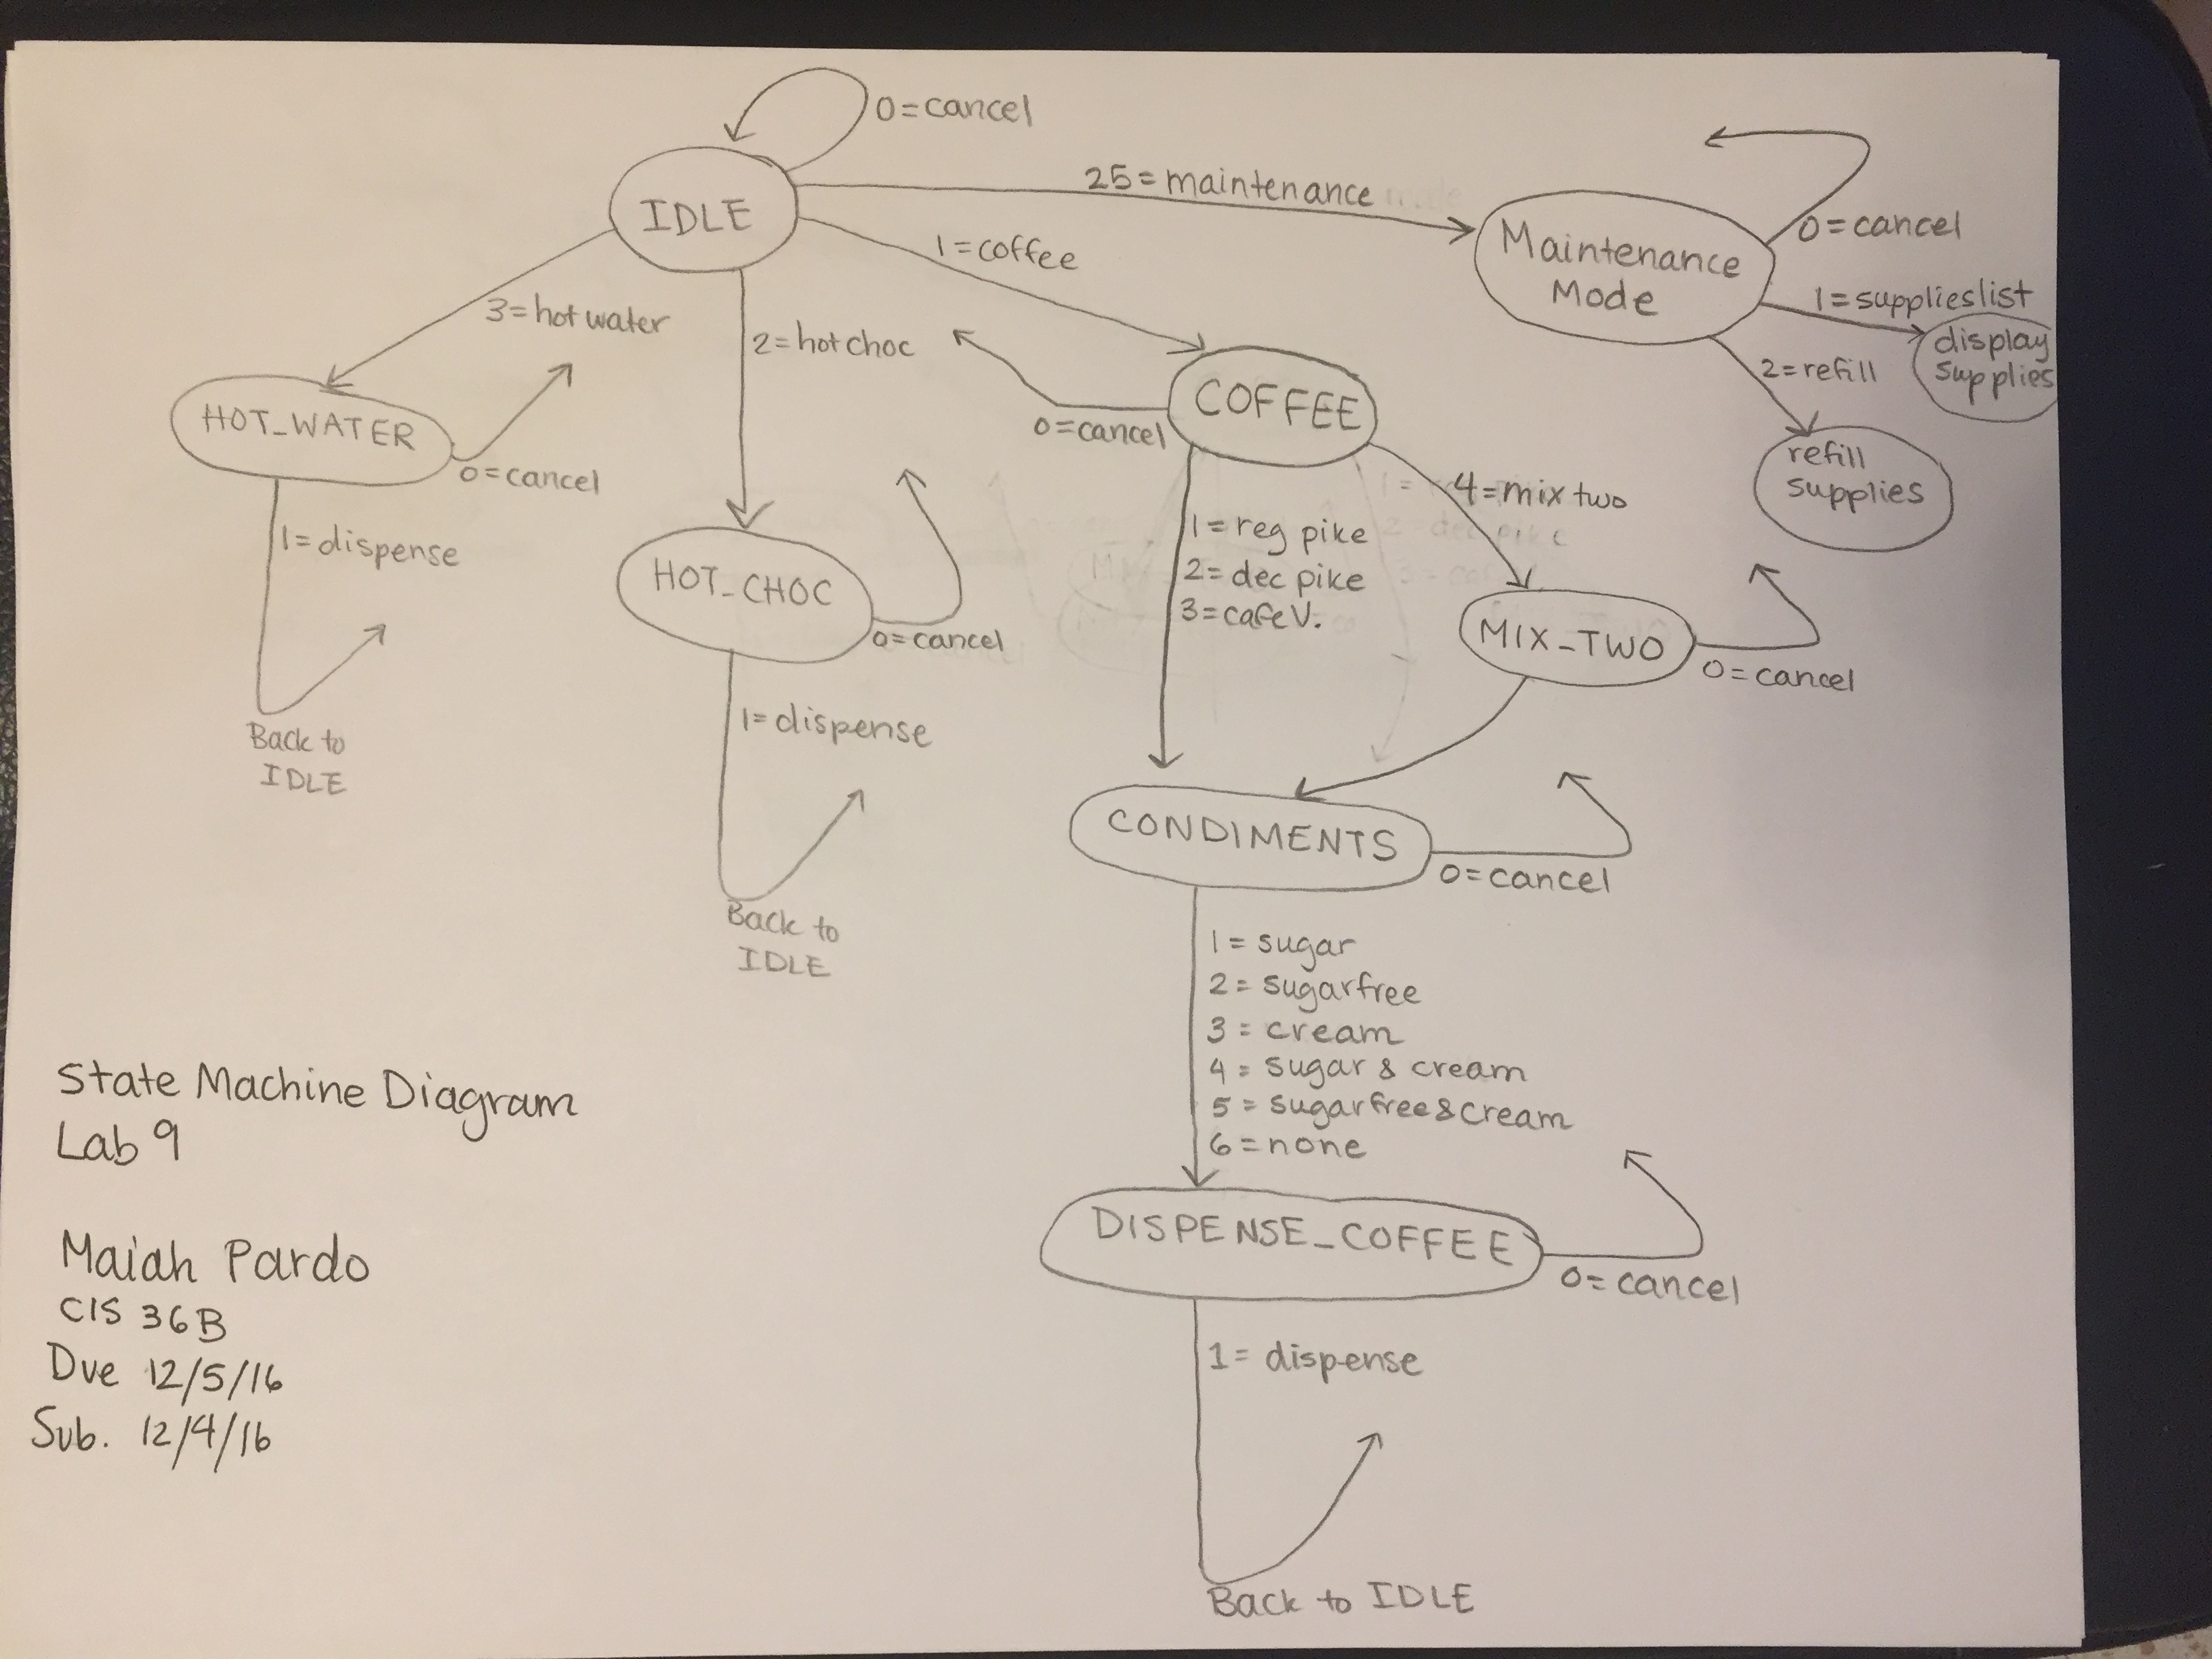 0=cancel
IDLE
25=maintenance
1=coffee
3=hot water
2=hot choc
Maintenance
Mode
0=cancel
1=supplies list
display
supplies
2=refill
refill
supplies
HOT_WATER
0=cancel
1=dispense
Back to
IDLE
HOT_CHOC
0=cancel
1=dispense
Back to
IDLE
COFFEE
0=cancel
1=reg pike
2=dec pike
3=cafe V.
4=mix two
MIX_TWO
0=cancel
CONDIMENTS
0=cancel
1=sugar
2=sugarfree
3=cream
4=sugar & cream
5=sugarfree&cream
6=none
DISPENSE_COFFEE
0=cancel
1=dispense
Back to IDLE
State Machine Diagram
Lab 9
Maiah Pardo
CIS 36B
Due 12/5/16
Sub. 12/4/16